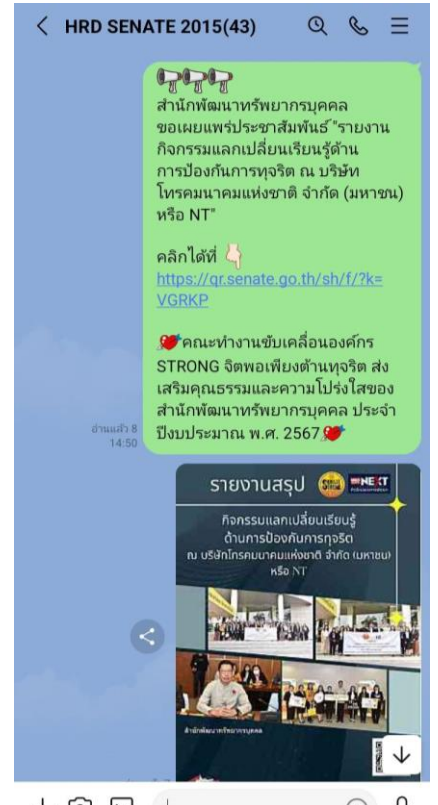 HRD SENATE 2015(43)
สำนักพัฒนาทรัพยากรบุคคล
ขอเผยแพร่ประชาสัมพันธ์ "รายงาน
กิจกรรมแลกเปลี่ยนเรียนรู้ด้าน
การป้องกันการทุจริต ณ บริษัท
โทรคมนาคมแห่งชาติ จำกัด (มหาชน)
หรือ NT"
คลิกได้ที่
https://qr.senate.go.th/sh/f/?k=
VGRKP
คณะทำงานขับเคลื่อนองค์กร
STRONG จิตพอเพียงต้านทุจริต ส่ง
เสริมคุณธรรมและความโปร่งใสของ
สำนักพัฒนาทรัพยากรบุคคล ประจำ
ปีงบประมาณ พ.ศ. 2567
อ่านแล้ว 8
14:50
รายงานสรุป
กิจกรรมแลกเปลี่ยนเรียนรู้
ด้านการป้องกันการทุจริต
ณ บริษัทโทรคมนาคมแห่งชาติ จำกัด (มหาชน)
หรือ NT
สำนักพัฒนาทรัพยากรบุคคล